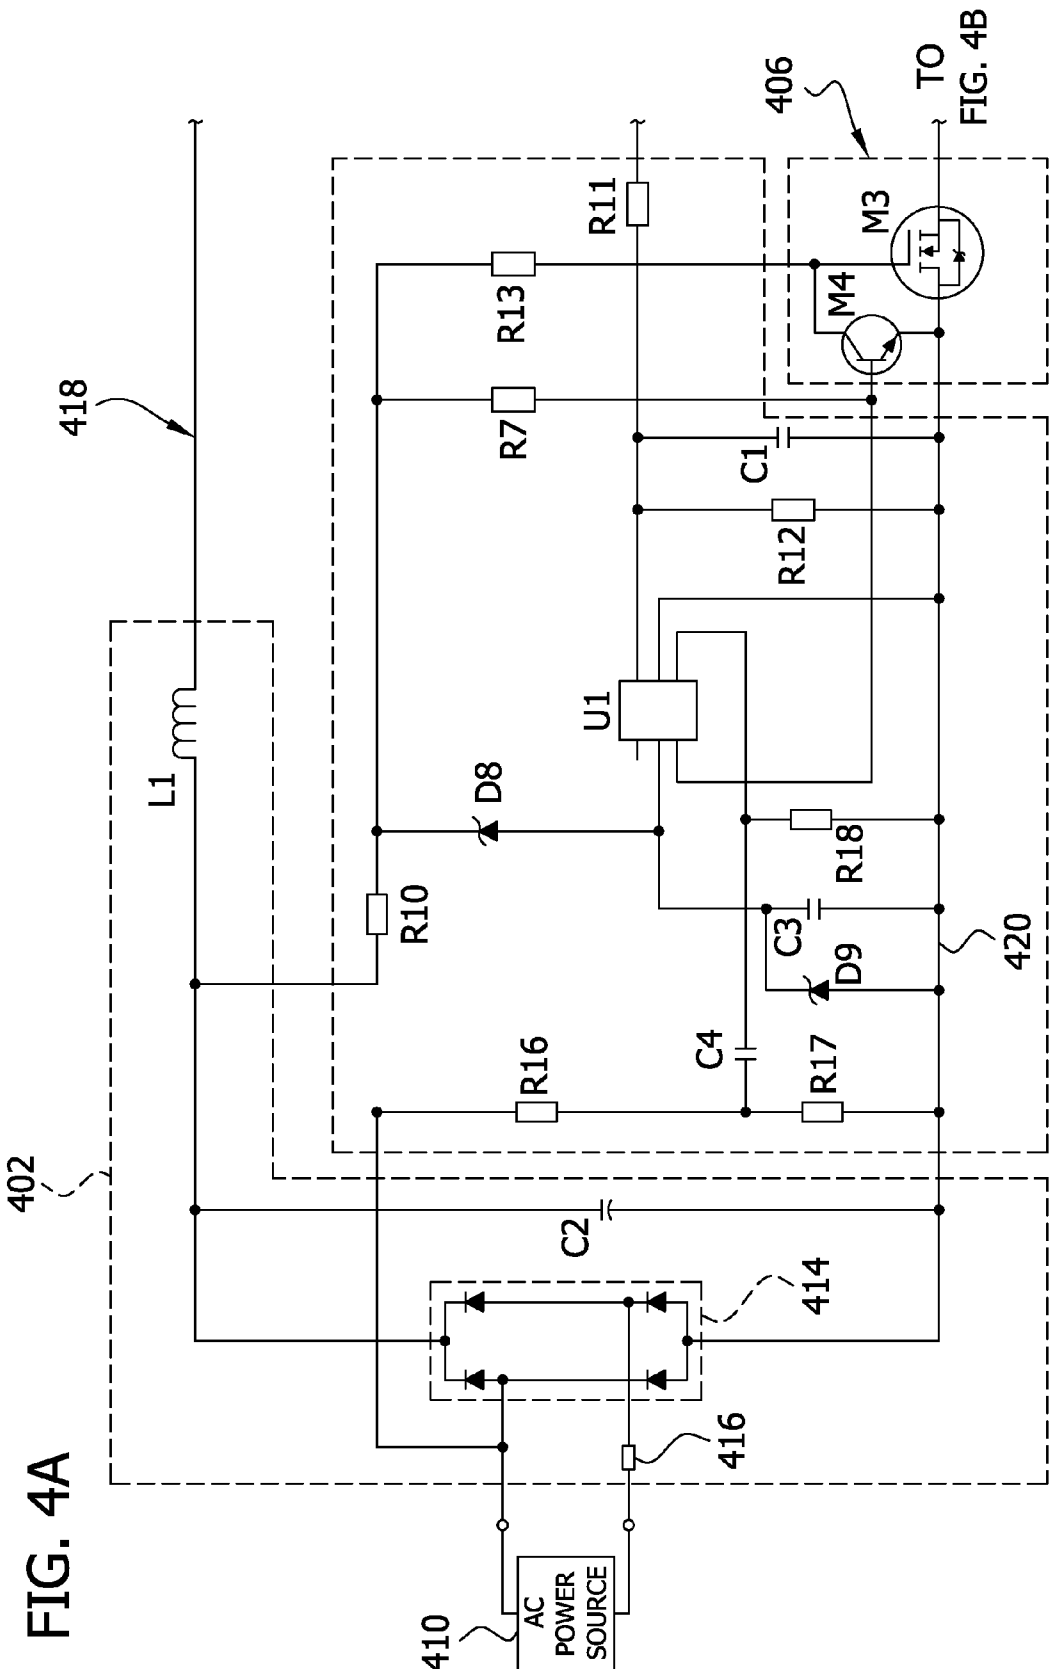 FIG. 4A
402
418
L1
406
TO
FIG. 4B
R11
R13
M3
M4
R7
C1
R12
U1
D8
R10
R18
C3
D9
420
C4
R16
R17
C2
414
416
410
AC
POWER
SOURCE